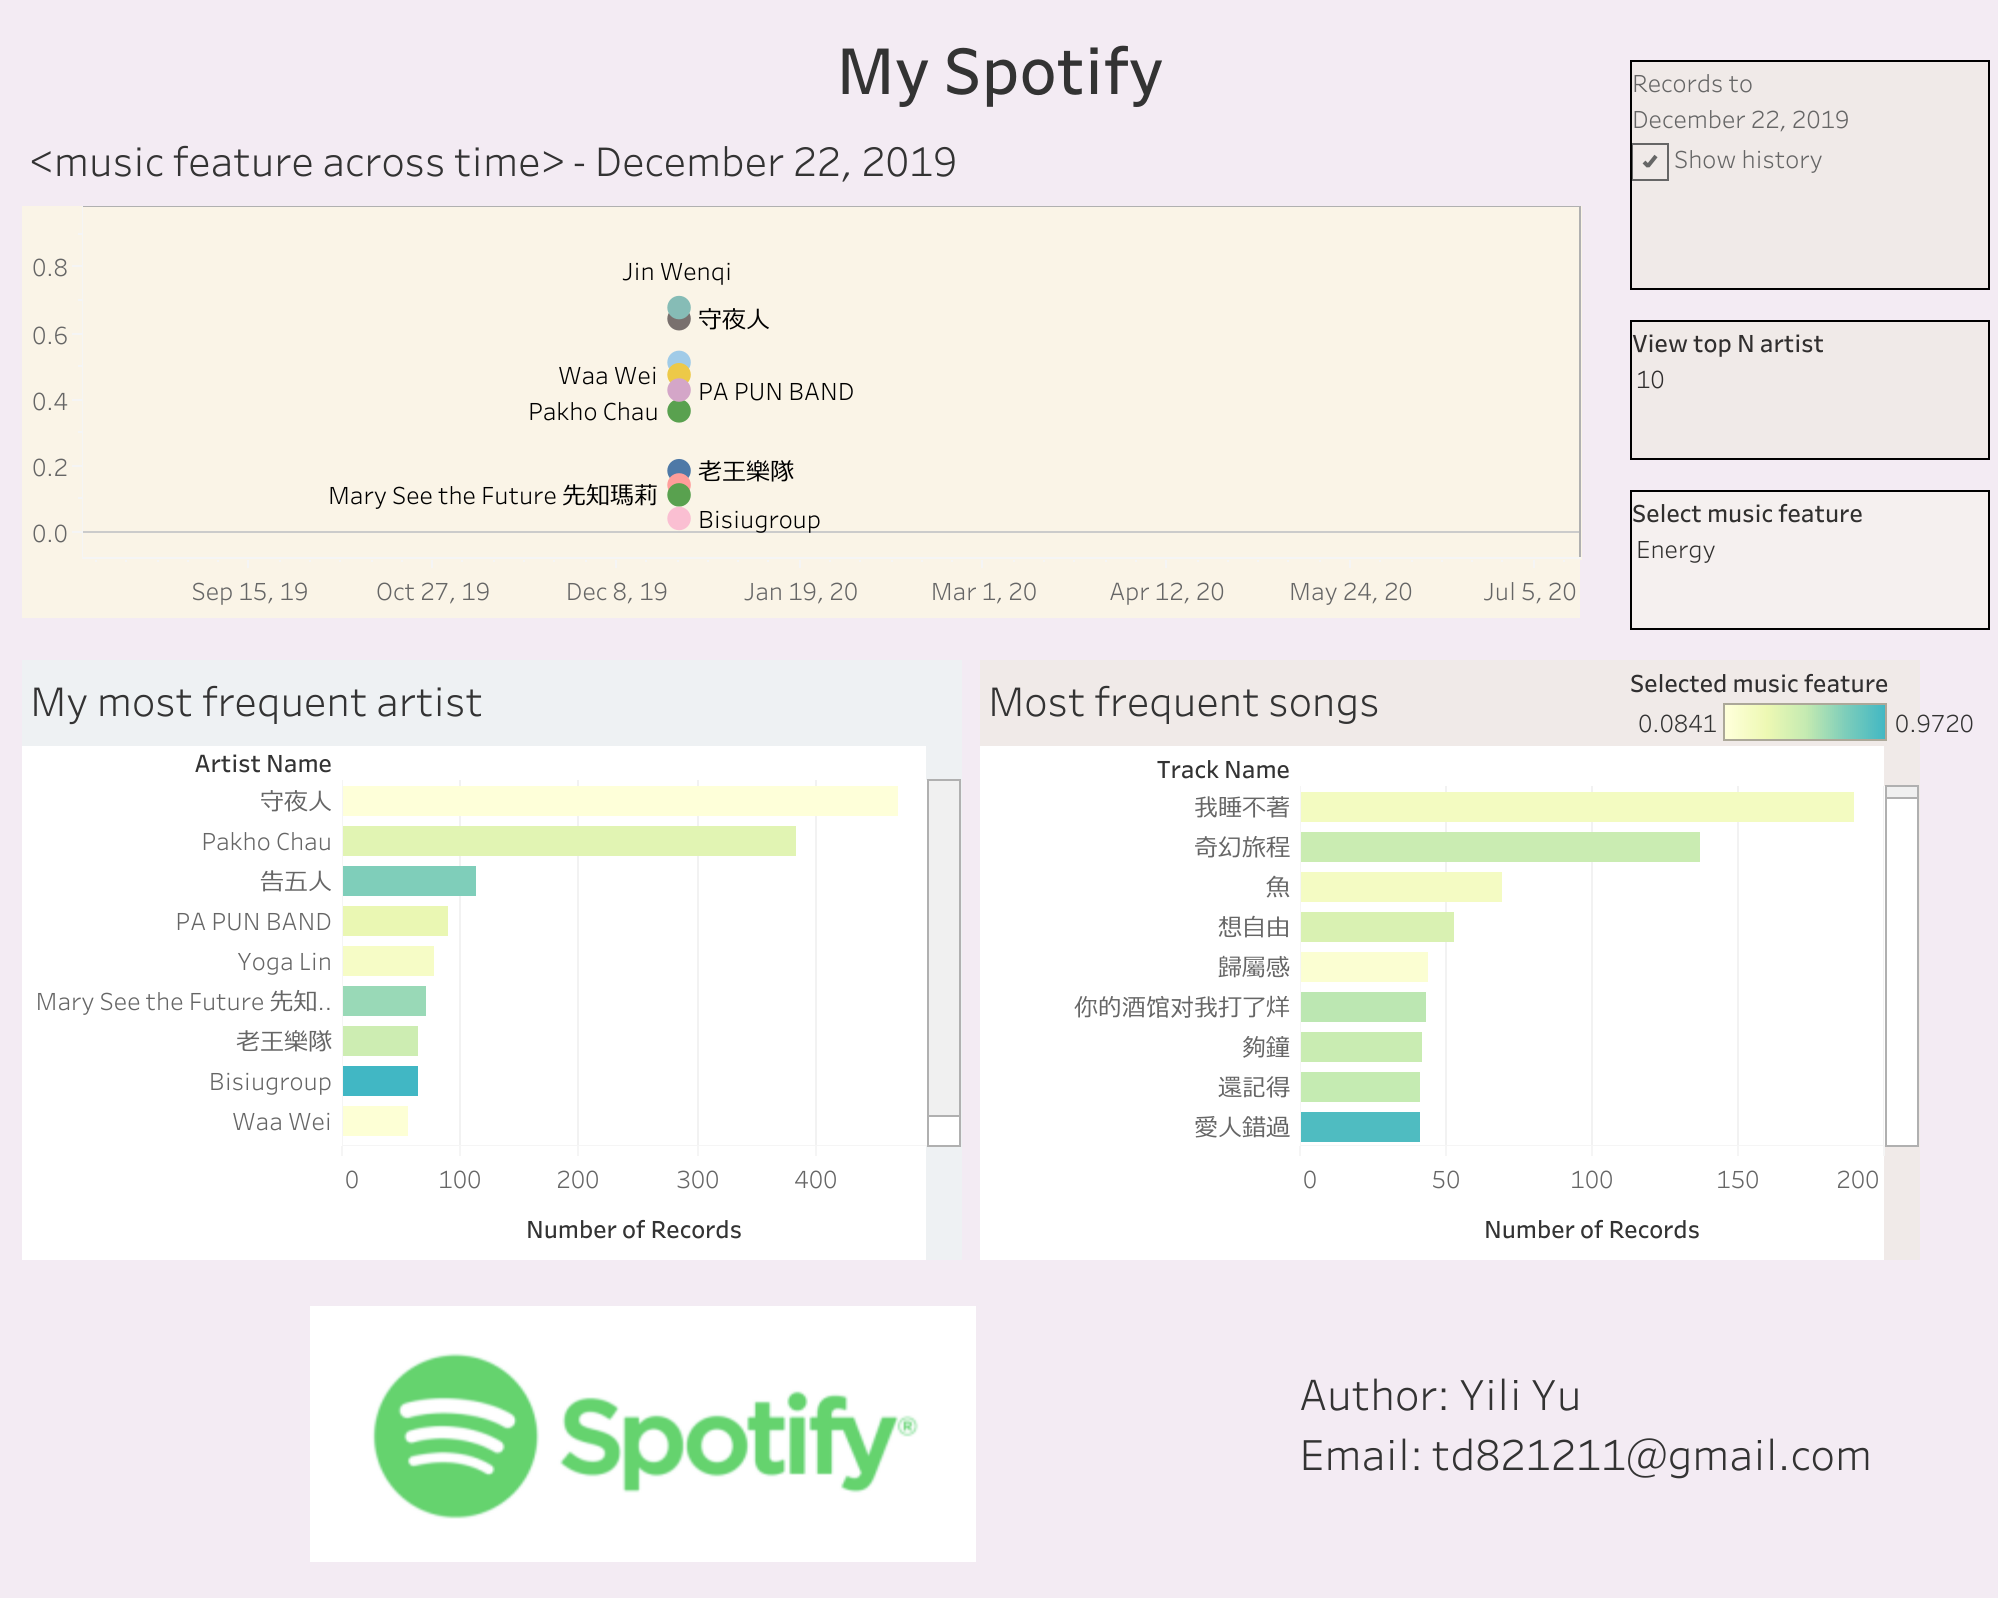 My Spotify
<music feature across time> - December 22, 2019
0.8
0.6
0.4
0.2
0.0
Jin Wenqi
守夜人
Waa Wei
PA PUN BAND
Pakho Chau
老王樂隊
Mary See the Future 先知瑪莉
Bisiugroup
Sep 15, 19 Oct 27, 19 Dec 8, 19 Jan 19, 20 Mar 1, 20 Apr 12, 20 May 24, 20 Jul 5, 20
Records to
December 22, 2019
Show history
View top N artist
10
Select music feature
Energy
My most frequent artist
Artist Name
守夜人
Pakho Chau
告五人
PA PUN BAND
Yoga Lin
Mary See the Future 先知..
老王樂隊
Bisiugroup
Waa Wei
0 100 200 300 400
Number of Records
Most frequent songs
Selected music feature
0.0841 0.9720
Track Name
我睡不著
奇幻旅程
魚
想自由
歸屬感
你的酒馆对我打了烊
夠鐘
還記得
愛人錯過
0 50 100 150 200
Number of Records
Spotify®
Author: Yili Yu
Email: td821211@gmail.com